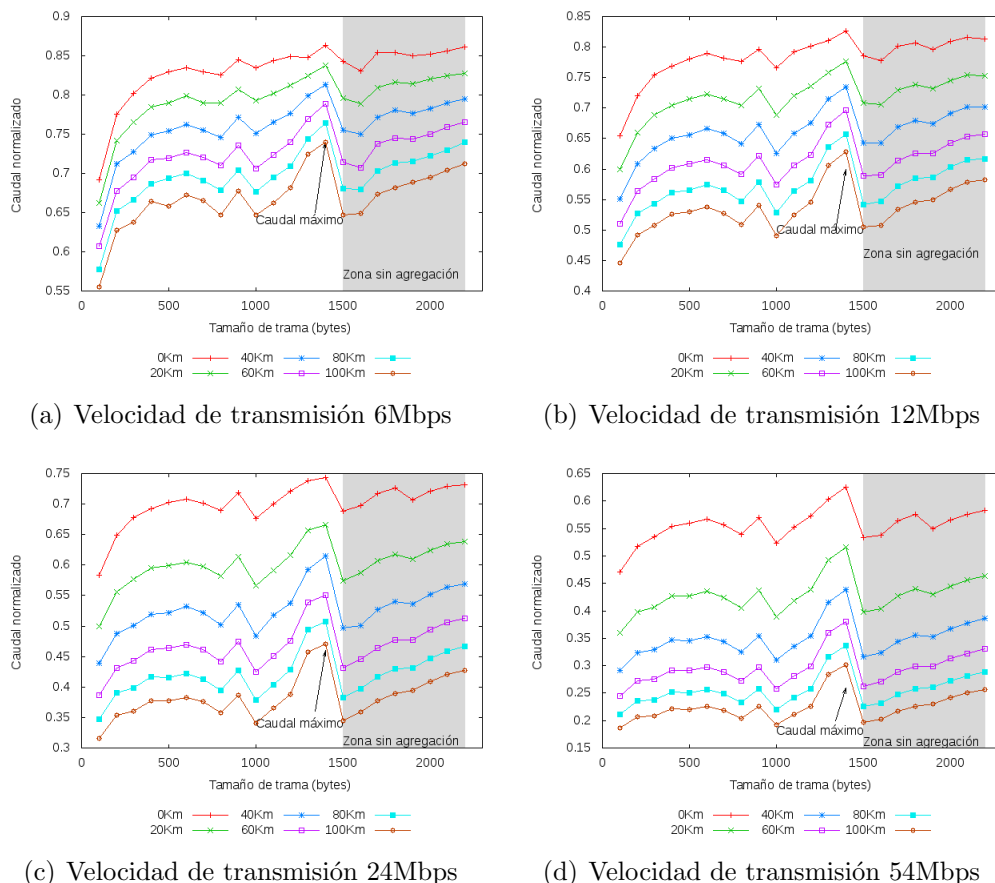 0.9
0.85
0.8
0.75
0.7
0.65
0.6
0.55
0 500 1000 1500 2000
Caudal normalizado
Tamaño de trama (bytes)
Caudal máximo
Zona sin agregación
0Km 40Km 80Km
20Km 60Km 100Km
(a) Velocidad de transmisión 6Mbps
0.85
0.8
0.75
0.7
0.65
0.6
0.55
0.5
0.45
0.4
0 500 1000 1500 2000
Caudal normalizado
Tamaño de trama (bytes)
Caudal máximo
Zona sin agregación
0Km 40Km 80Km
20Km 60Km 100Km
(b) Velocidad de transmisión 12Mbps
0.75
0.7
0.65
0.6
0.55
0.5
0.45
0.4
0.35
0.3
0 500 1000 1500 2000
Caudal normalizado
Tamaño de trama (bytes)
Caudal máximo
Zona sin agregación
0Km 40Km 80Km
20Km 60Km 100Km
(c) Velocidad de transmisión 24Mbps
0.65
0.6
0.55
0.5
0.45
0.4
0.35
0.3
0.25
0.2
0.15
0 500 1000 1500 2000
Caudal normalizado
Tamaño de trama (bytes)
Caudal máximo
Zona sin agregación
0Km 40Km 80Km
20Km 60Km 100Km
(d) Velocidad de transmisión 54Mbps